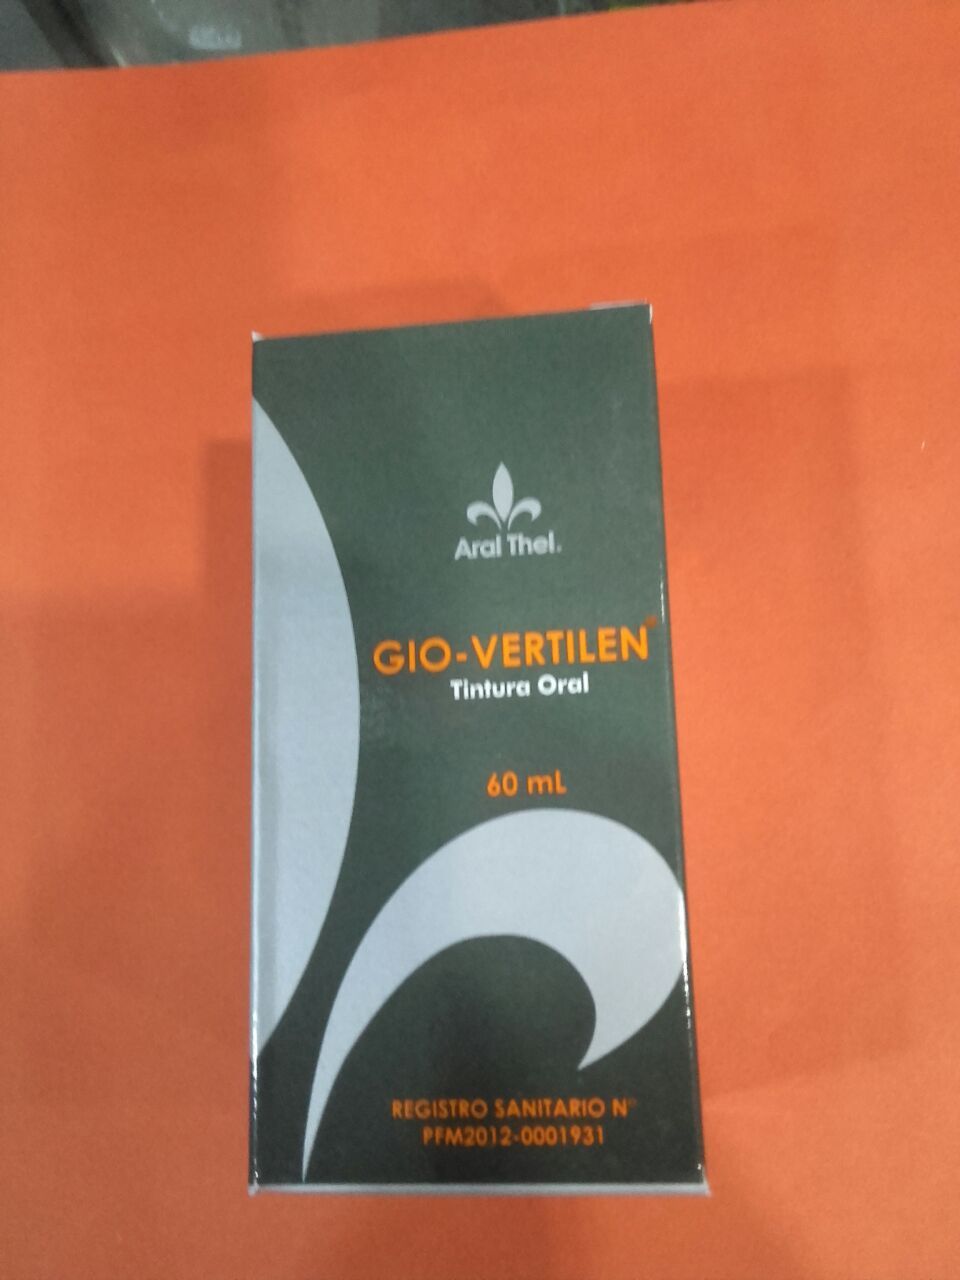 Aral Thel®
GIO-VERTILEN®
Tintura Oral
60 mL
REGISTRO SANITARIO N°
PFM2012-0001931